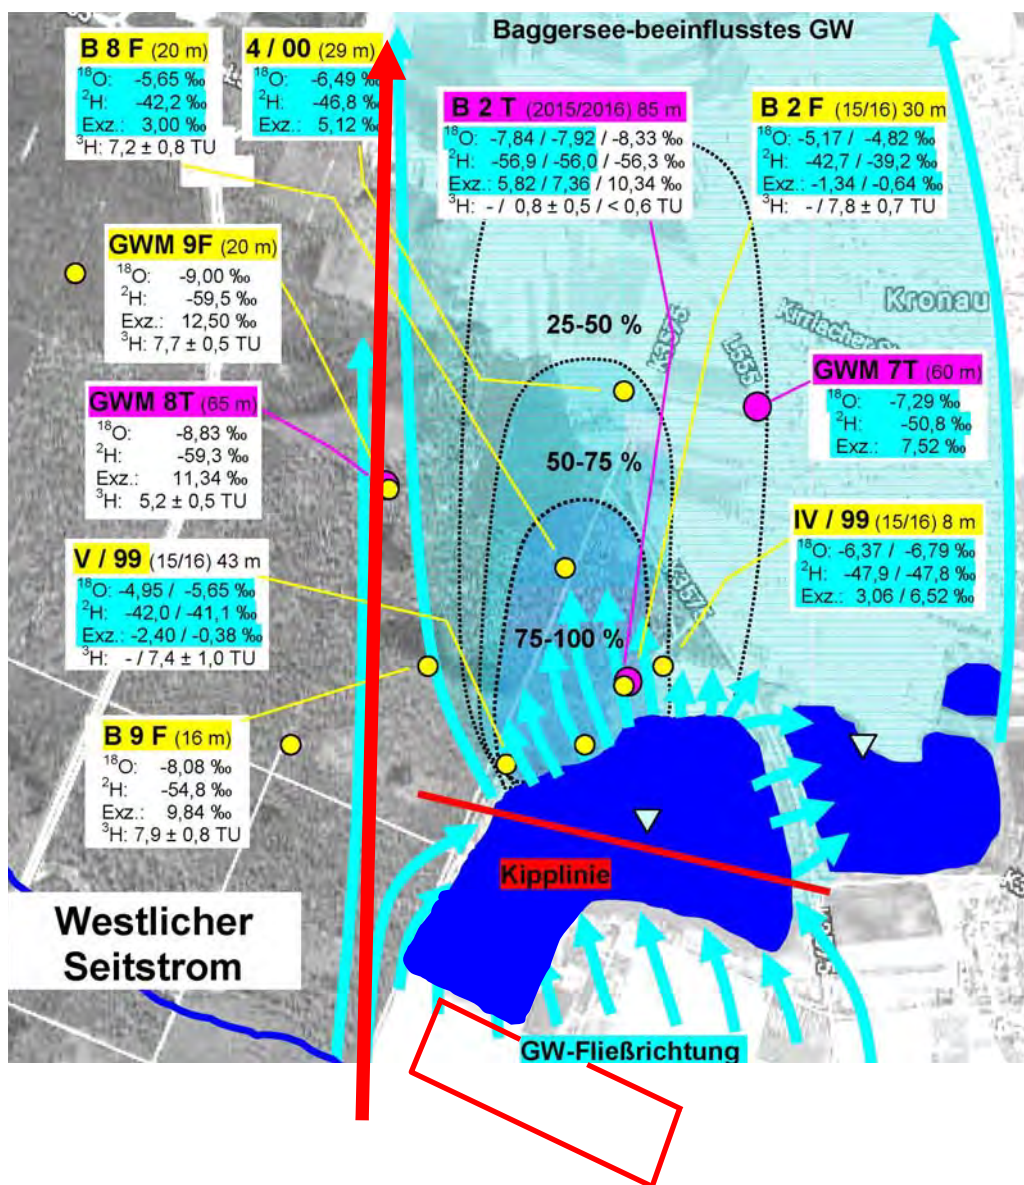 Baggersee-beeinflusstes GW
B 8 F (20 m)
18O: -5,65 ‰
2H: -42,2 ‰
Exz.: 3,00 ‰
3H: 7,2 ± 0,8 TU
4 / 00 (29 m)
18O: -6,49 ‰
2H: -46,8 ‰
Exz.: 5,12 ‰
B 2 T (2015/2016) 85 m
18O: -7,84 / -7,92 / -8,33 ‰
2H: -56,9 / -56,0 / -56,3 ‰
Exz.: 5,82 / 7,36 / 10,34 ‰
3H: - / 0,8 ± 0,5 / < 0,6 TU
B 2 F (15/16) 30 m
18O: -5,17 / -4,82 ‰
2H: -42,7 / -39,2 ‰
Exz.: -1,34 / -0,64 ‰
3H: - / 7,8 ± 0,7 TU
GWM 9F (20 m)
18O: -9,00 ‰
2H: -59,5 ‰
Exz.: 12,50 ‰
3H: 7,7 ± 0,5 TU
25-50 %
K3575
L555
Kirrlacher
Kronau
GWM 8T (65 m)
18O: -8,83 ‰
2H: -59,3 ‰
Exz.: 11,34 ‰
3H: 5,2 ± 0,5 TU
GWM 7T (60 m)
18O: -7,29 ‰
2H: -50,8 ‰
Exz.: 7,52 ‰
50-75 %
V / 99 (15/16) 43 m
18O: -4,95 / -5,65 ‰
2H: -42,0 / -41,1 ‰
Exz.: -2,40 / -0,38 ‰
3H: - / 7,4 ± 1,0 TU
IV / 99 (15/16) 8 m
18O: -6,37 / -6,79 ‰
2H: -47,9 / -47,8 ‰
Exz.: 3,06 / 6,52 ‰
75-100 %
B 9 F (16 m)
18O: -8,08 ‰
2H: -54,8 ‰
Exz.: 9,84 ‰
3H: 7,9 ± 0,8 TU
Kipplinie
Westlicher
Seitstrom
GW-Fließrichtung